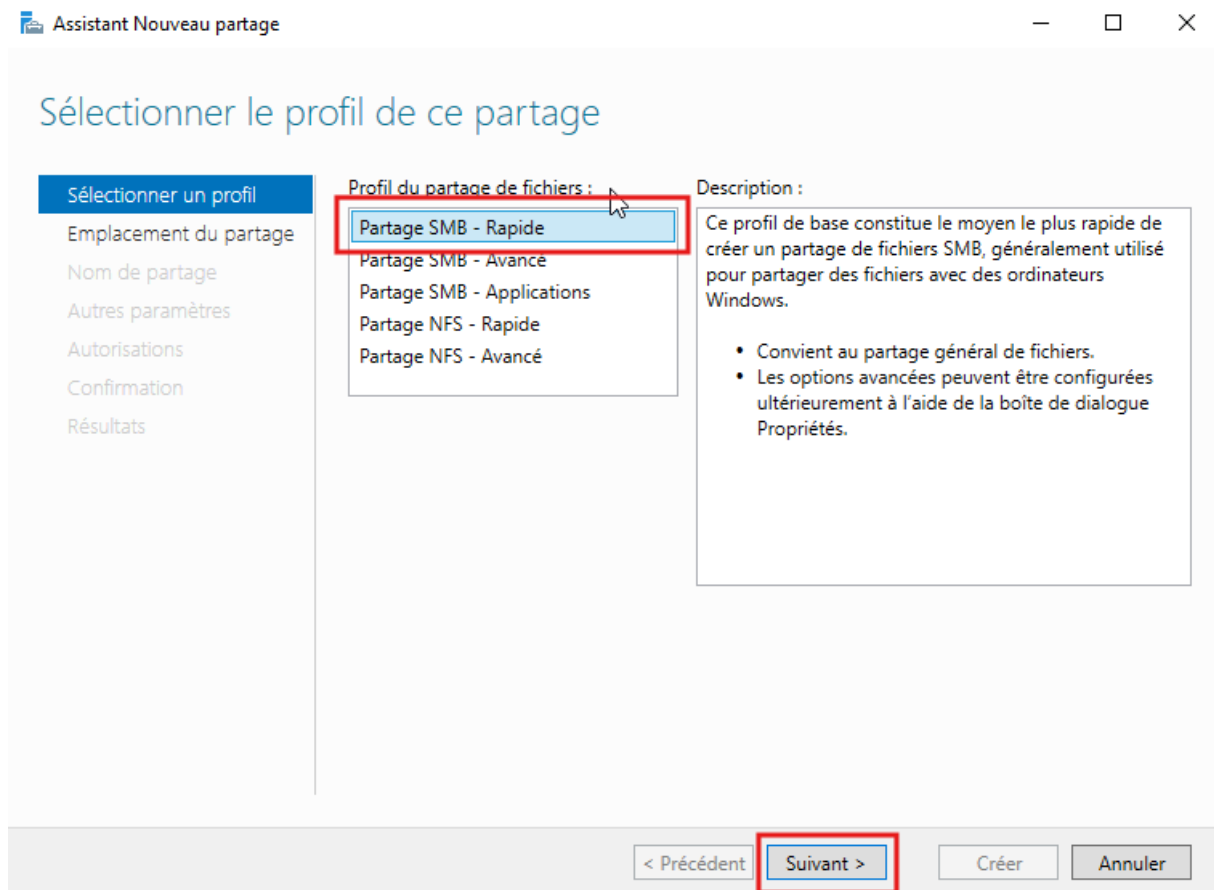 Assistant Nouveau partage
Sélectionner le profil de ce partage
Sélectionner un profil
Emplacement du partage
Nom de partage
Autres paramètres
Autorisations
Confirmation
Résultats
Profil du partage de fichiers :
Partage SMB - Rapide
Partage SMB - Avancé
Partage SMB - Applications
Partage NFS - Rapide
Partage NFS - Avancé
Description :
Ce profil de base constitue le moyen le plus rapide de
créer un partage de fichiers SMB, généralement utilisé
pour partager des fichiers avec des ordinateurs
Windows.
• Convient au partage général de fichiers.
• Les options avancées peuvent être configurées
ultérieurement à l'aide de la boîte de dialogue
Propriétés.
< Précédent
Suivant >
Créer
Annuler